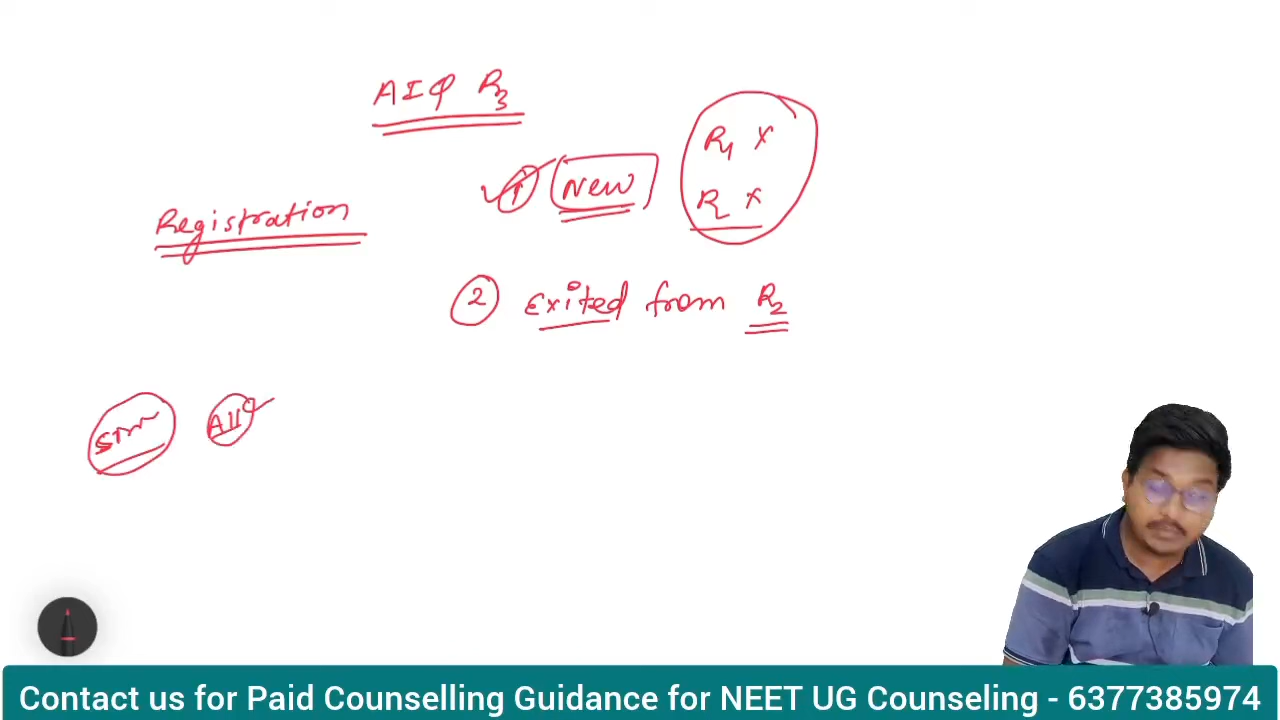 AIQ R3
R1 x
① New
R2 x
Registration
② Exited from R2
AIQ
Contact us for Paid Counselling Guidance for NEET UG Counseling - 6377385974